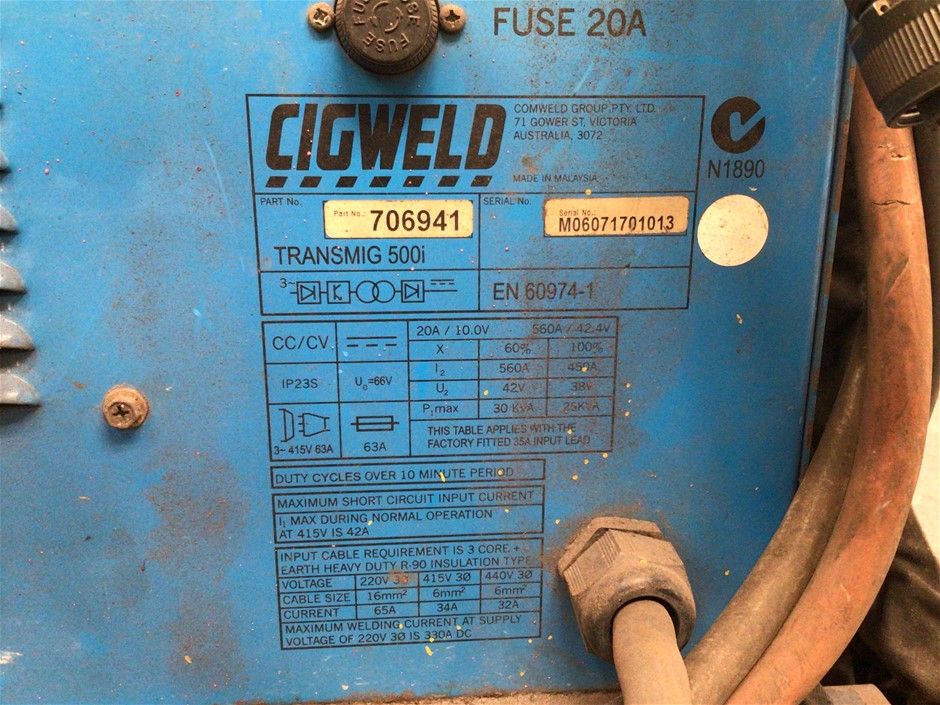 FUSE
FUSE 20A
CIGWELD
COMWELD GROUP PTY. LTD.
71 GOWER ST, VICTORIA
AUSTRALIA, 3072
MADE IN MALAYSIA
N1890
PART No.
Part No.: 706941
SERIAL No.
Serial No.:
M06071701013
TRANSMIG 500i
3~
EN 60974-1
CC/CV
20A / 10.0V 560A / 42.4V
X 60% 100%
IP23S
U₀=66V
I₂ 560A 450A
U₂ 42V 38V
P₁max 30 KVA 25KVA
3~ 415V 63A
63A
THIS TABLE APPLIES WITH THE
FACTORY FITTED 35A INPUT LEAD
DUTY CYCLES OVER 10 MINUTE PERIOD
MAXIMUM SHORT CIRCUIT INPUT CURRENT
I₁ MAX DURING NORMAL OPERATION
AT 415V IS 42A
INPUT CABLE REQUIREMENT IS 3 CORE +
EARTH HEAVY DUTY R-90 INSULATION TYPE
VOLTAGE 220V 3Ø 415V 3Ø 440V 3Ø
CABLE SIZE 16mm² 6mm² 6mm²
CURRENT 65A 34A 32A
MAXIMUM WELDING CURRENT AT SUPPLY
VOLTAGE OF 220V 3Ø IS 330A DC